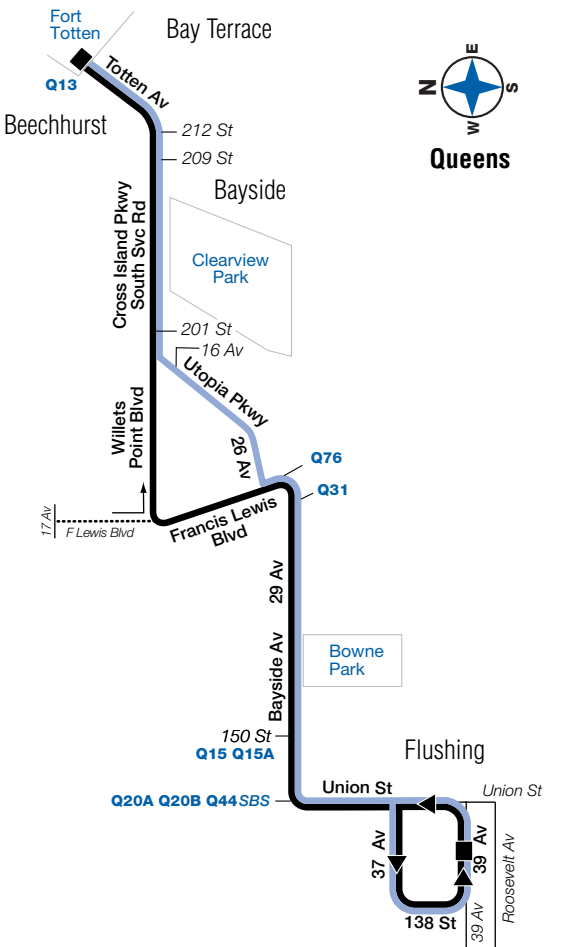 Fort
Totten
Bay Terrace
Q13
Totten Av
Beechhurst
N
E
S
W
Queens
212 St
209 St
Bayside
Cross Island Pkwy
South Svc Rd
Clearview
Park
201 St
16 Av
Utopia Pkwy
Willets
Point Blvd
26 Av
Q76
Q31
17 Av
F Lewis Blvd
Francis Lewis
Blvd
29 Av
Bayside Av
Bowne
Park
150 St
Q15 Q15A
Flushing
Q20A Q20B Q44SBS
Union St
Union St
37 Av
39 Av
Roosevelt Av
138 St
39 Av